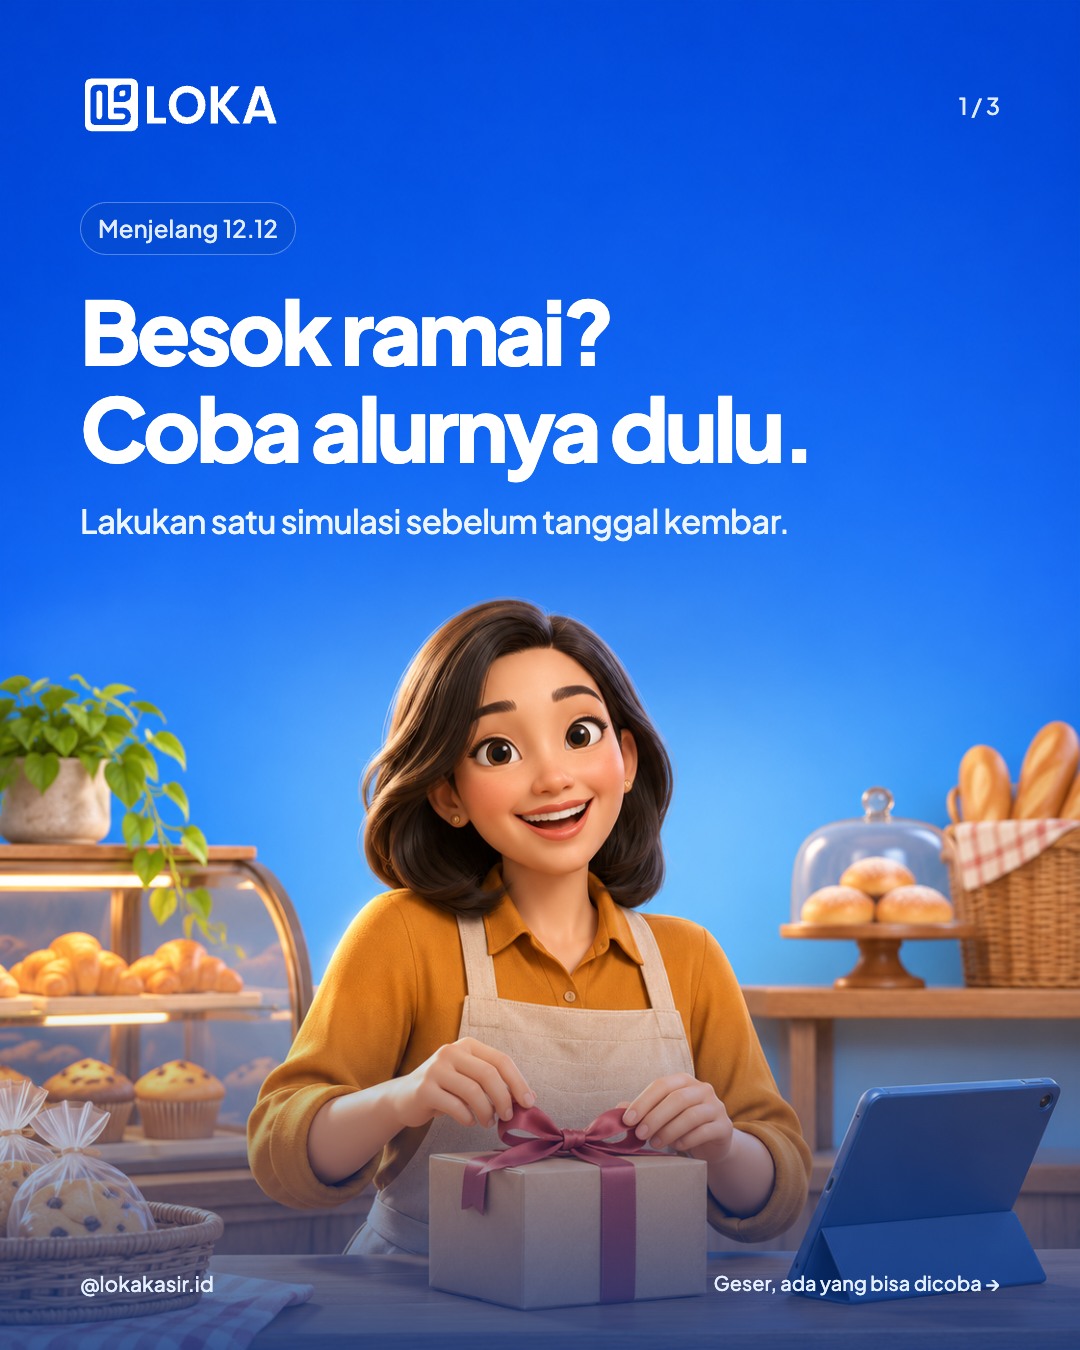 LOKA
1 / 3
Menjelang 12.12
Besok ramai?
Coba alurnya dulu.
Lakukan satu simulasi sebelum tanggal kembar.
@lokakasir.id
Geser, ada yang bisa dicoba →